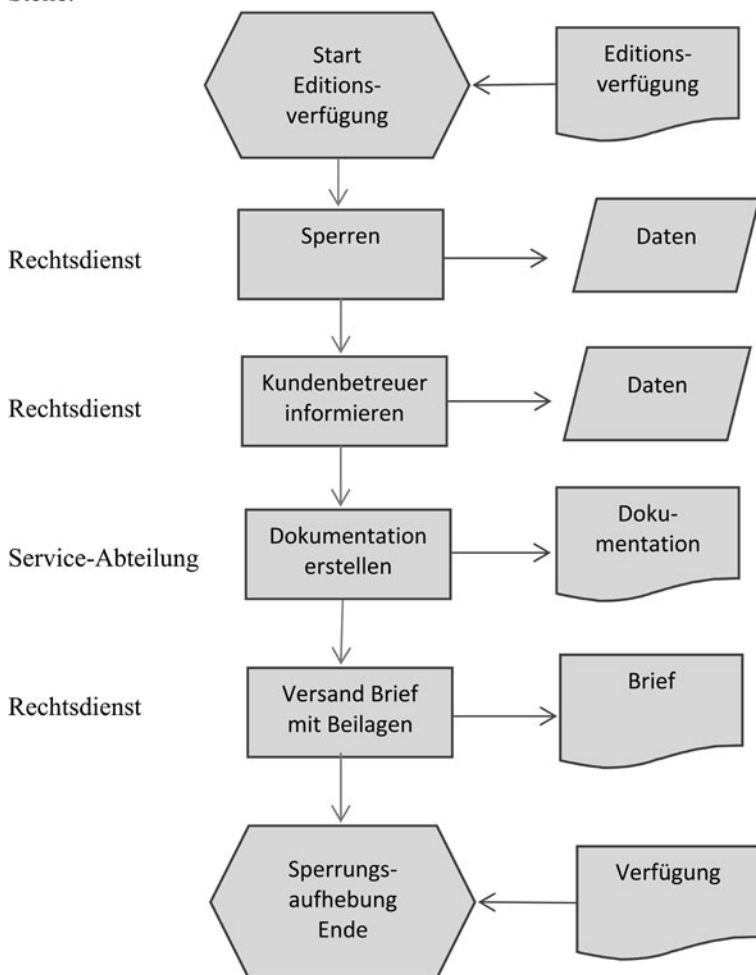 Start
Editions-
verfügung
Editions-
verfügung
Rechtsdienst
Sperren
Daten
Rechtsdienst
Kundenbetreuer
informieren
Daten
Service-Abteilung
Dokumentation
erstellen
Doku-
mentation
Rechtsdienst
Versand Brief
mit Beilagen
Brief
Sperrungs-
aufhebung
Ende
Verfügung